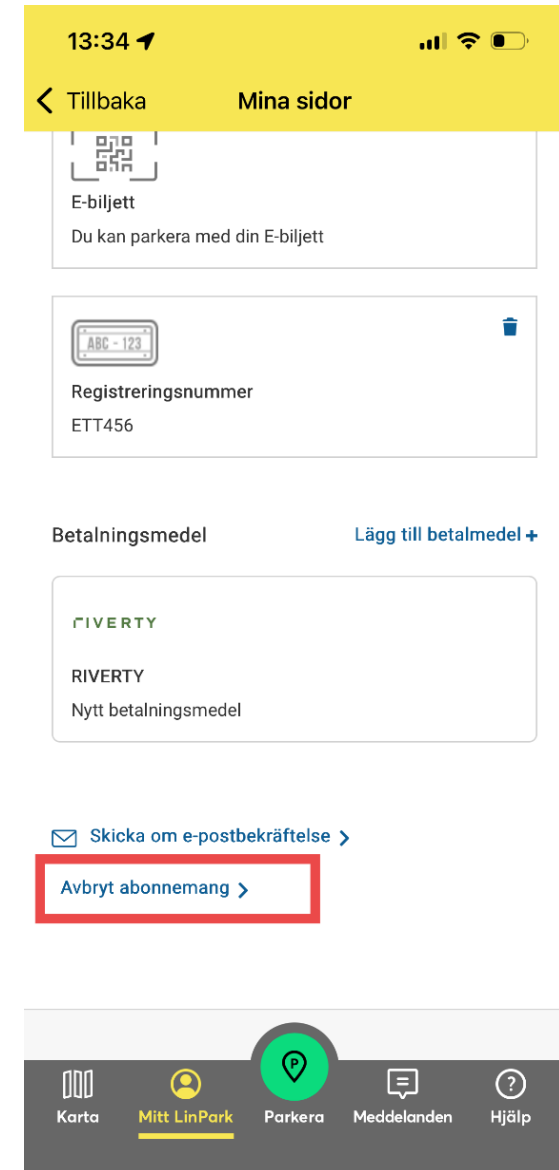 13:34
Tillbaka
Mina sidor
E-biljett
Du kan parkera med din E-biljett
ABC - 123
Registreringsnummer
ETT456
Betalningsmedel
Lägg till betalmedel +
RIVERTY
RIVERTY
Nytt betalningsmedel
Skicka om e-postbekräftelse >
Avbryt abonnemang >
P
Karta
Mitt LinPark
Parkera
Meddelanden
Hjälp